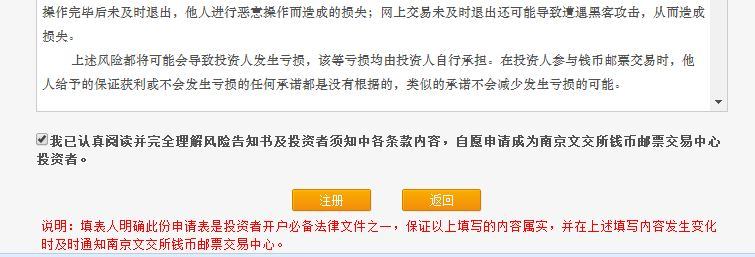 操作完毕后未及时退出，他人进行恶意操作而造成的损失；网上交易未及时退出还可能导致遭遇黑客攻击，从而造成
损失。
上述风险都将可能会导致投资人发生亏损，该等亏损均由投资人自行承担。在投资人参与钱币邮票交易时，他
人给予的保证获利或不会发生亏损的任何承诺都是没有根据的，类似的承诺不会减少发生亏损的可能。
我已认真阅读并完全理解风险告知书及投资者须知中各条款内容，自愿申请成为南京文交所钱币邮票交易中心
投资者。
注册 返回
说明：填表人明确此份申请表是投资者开户必备法律文件之一，保证以上填写的内容属实，并在上述填写内容发生变化
时及时通知南京文交所钱币邮票交易中心。